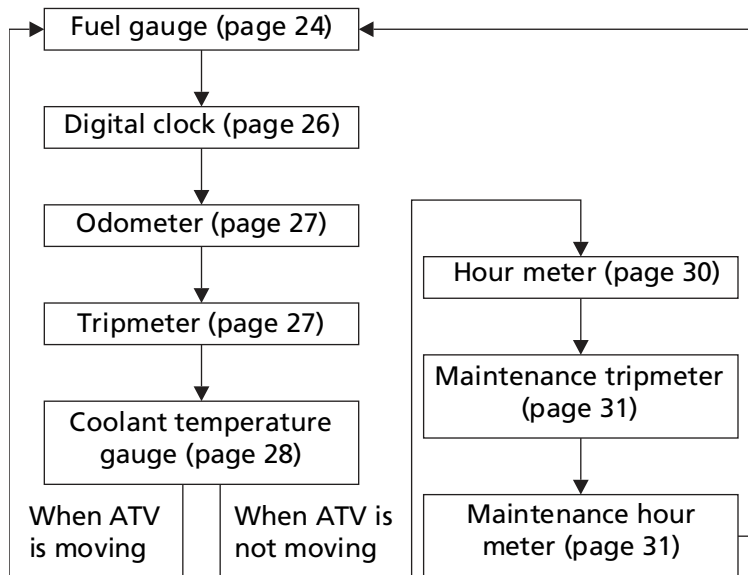 Fuel gauge (page 24)
Digital clock (page 26)
Odometer (page 27)
Tripmeter (page 27)
Coolant temperature
gauge (page 28)
When ATV
is moving
When ATV is
not moving
Hour meter (page 30)
Maintenance tripmeter
(page 31)
Maintenance hour
meter (page 31)